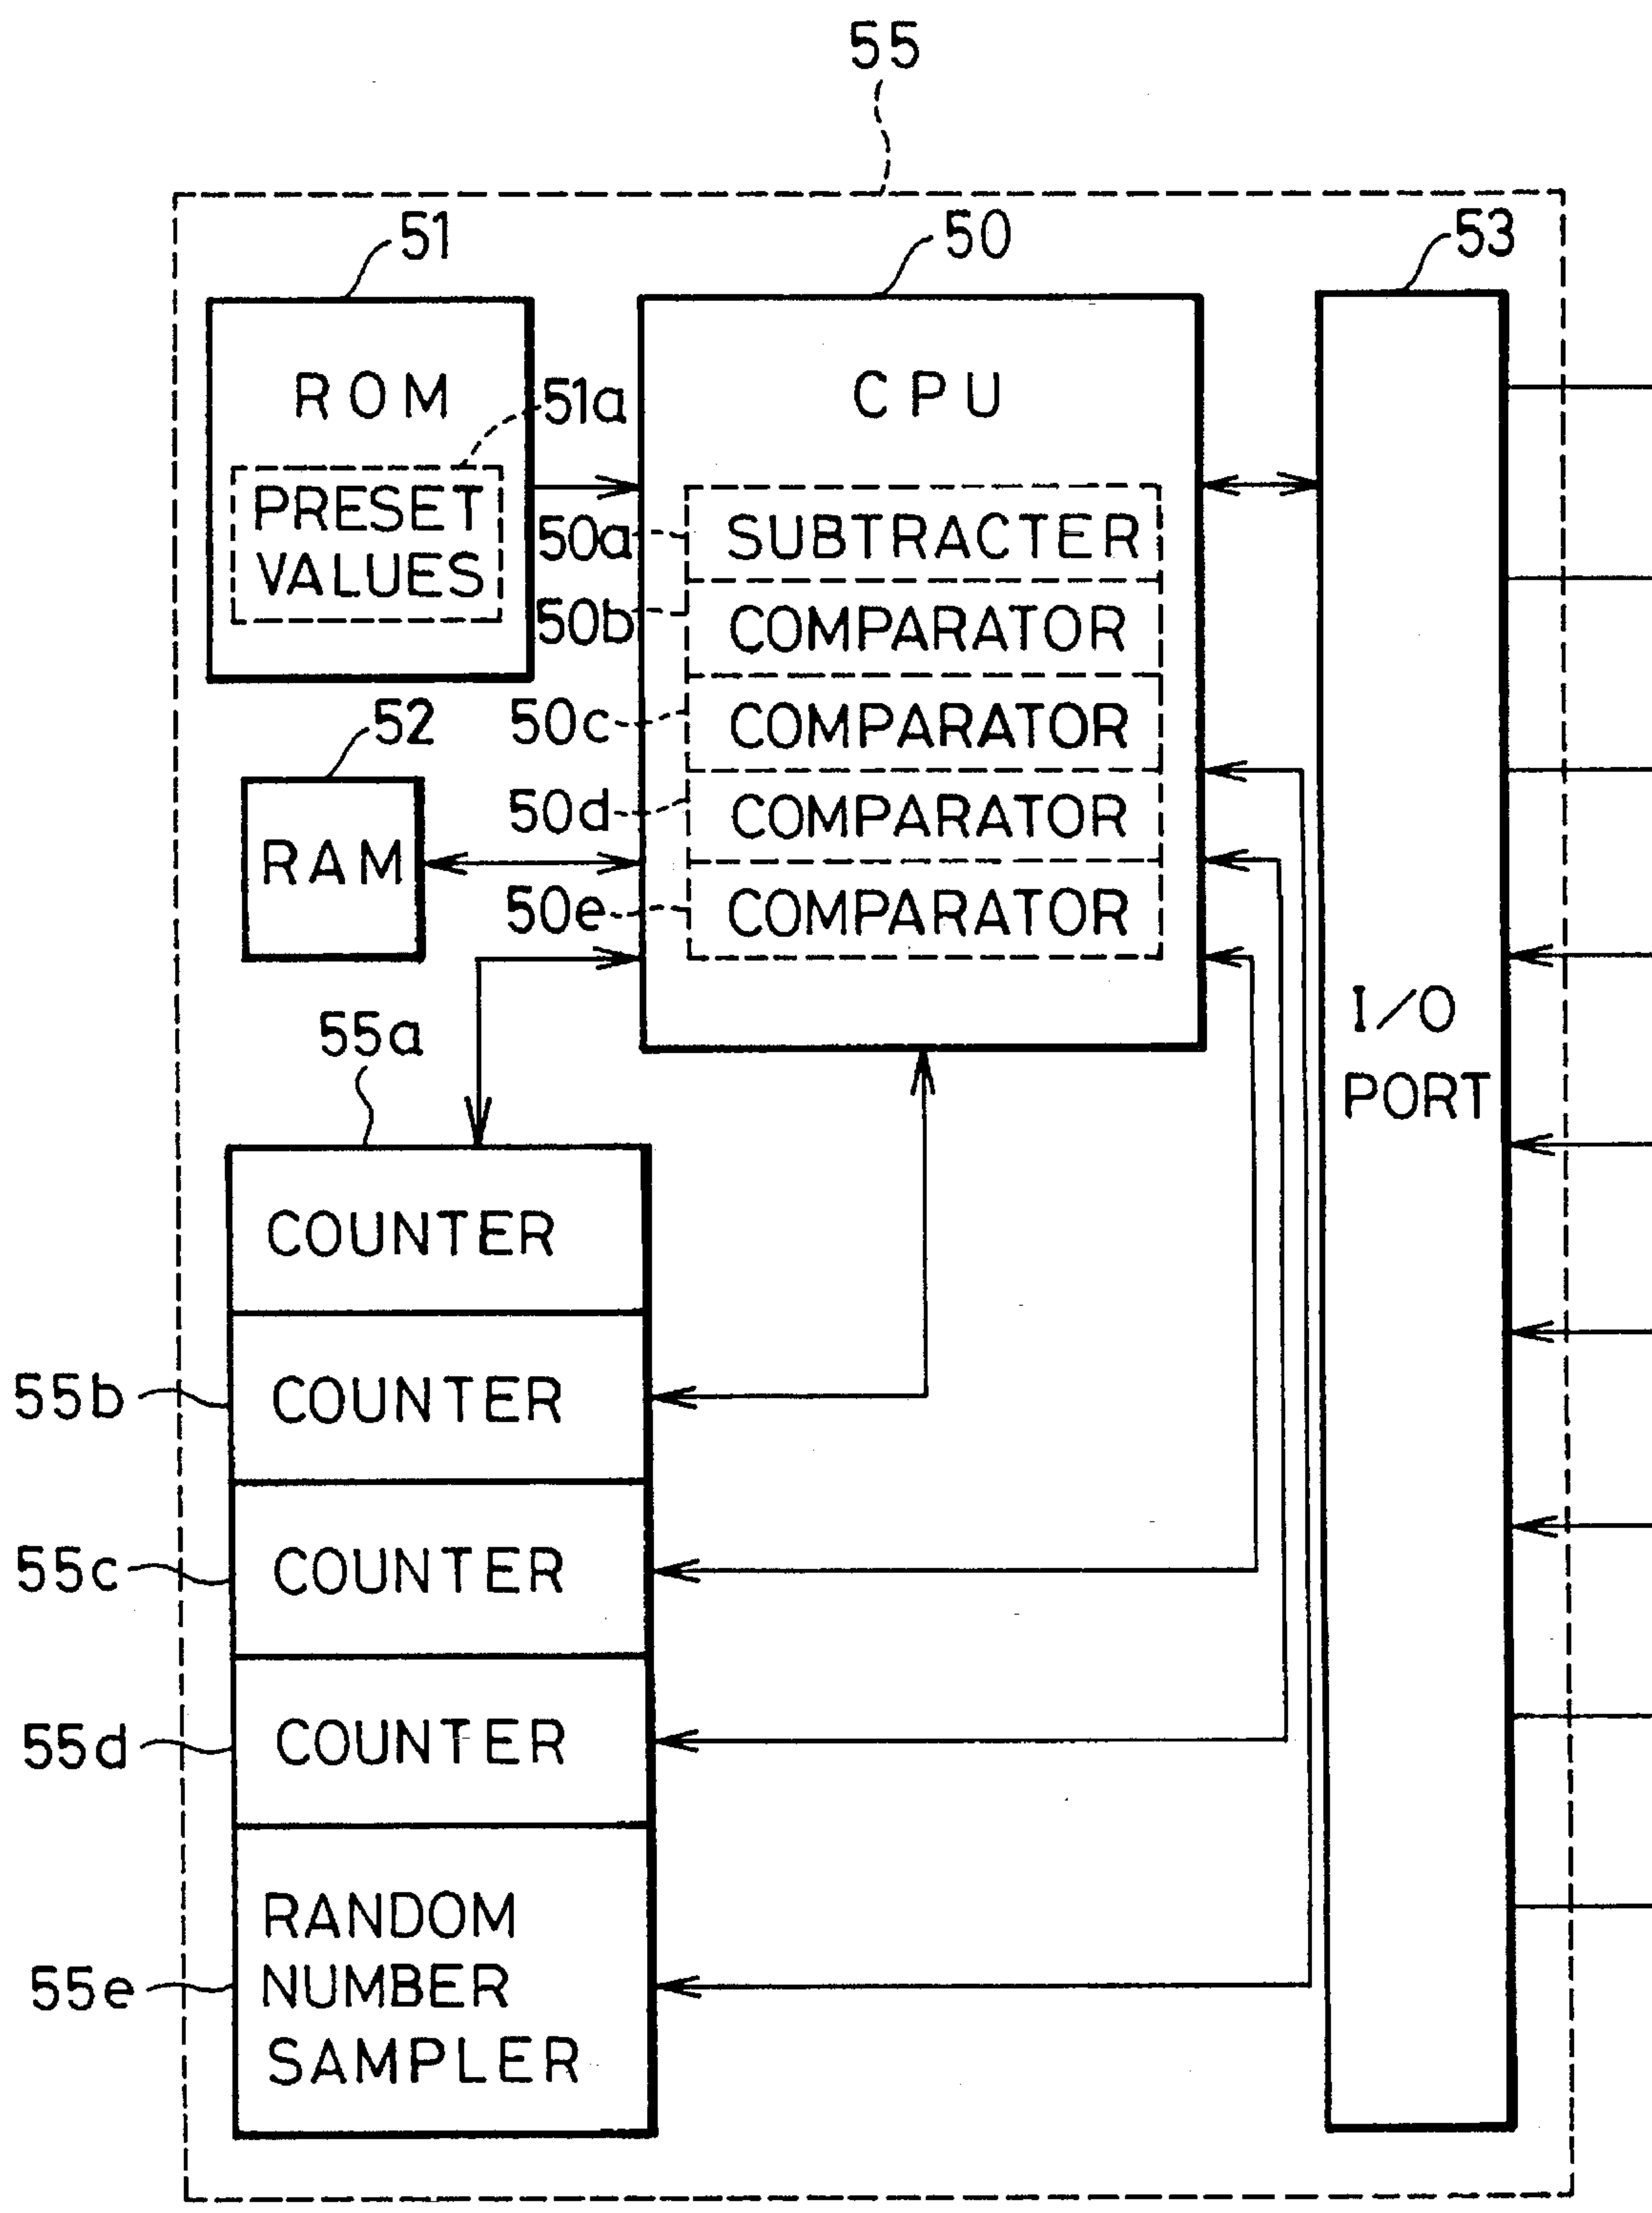 55
51
50
53
ROM
51a
CPU
PRESET
VALUES
50a
SUBTRACTER
50b
COMPARATOR
50c
COMPARATOR
52
50d
COMPARATOR
RAM
50e
COMPARATOR
I/O
PORT
55a
COUNTER
55b
COUNTER
55c
COUNTER
55d
COUNTER
55e
RANDOM
NUMBER
SAMPLER